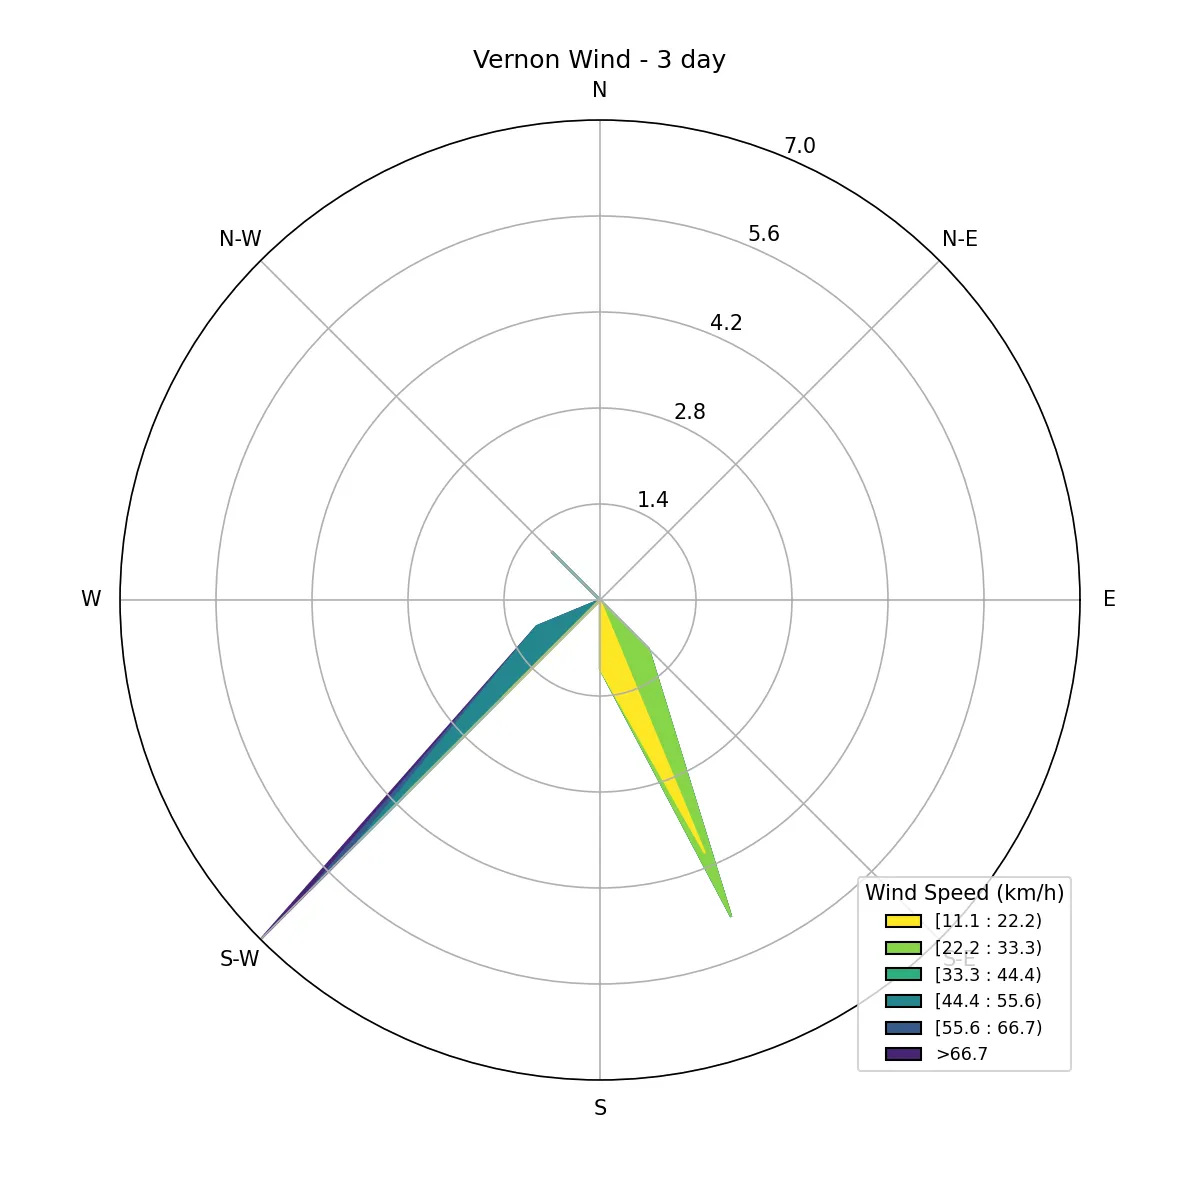 Vernon Wind - 3 day
N
7.0
N-W
5.6
N-E
4.2
2.8
1.4
W
E
Wind Speed (km/h)
[11.1 : 22.2)
[22.2 : 33.3)
S-W
S-E
[33.3 : 44.4)
[44.4 : 55.6)
[55.6 : 66.7)
>66.7
S